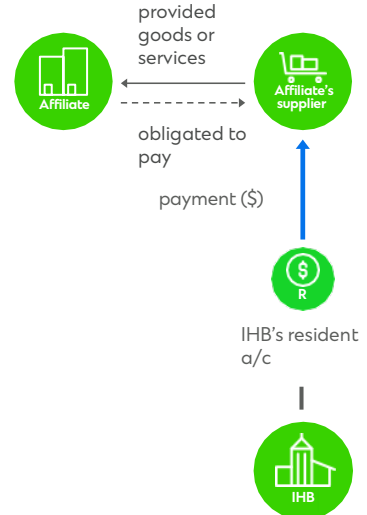 provided
goods or
services
Affiliate
Affiliate's
supplier
obligated to
pay
payment ($)
$
R
IHB's resident
a/c
IHB